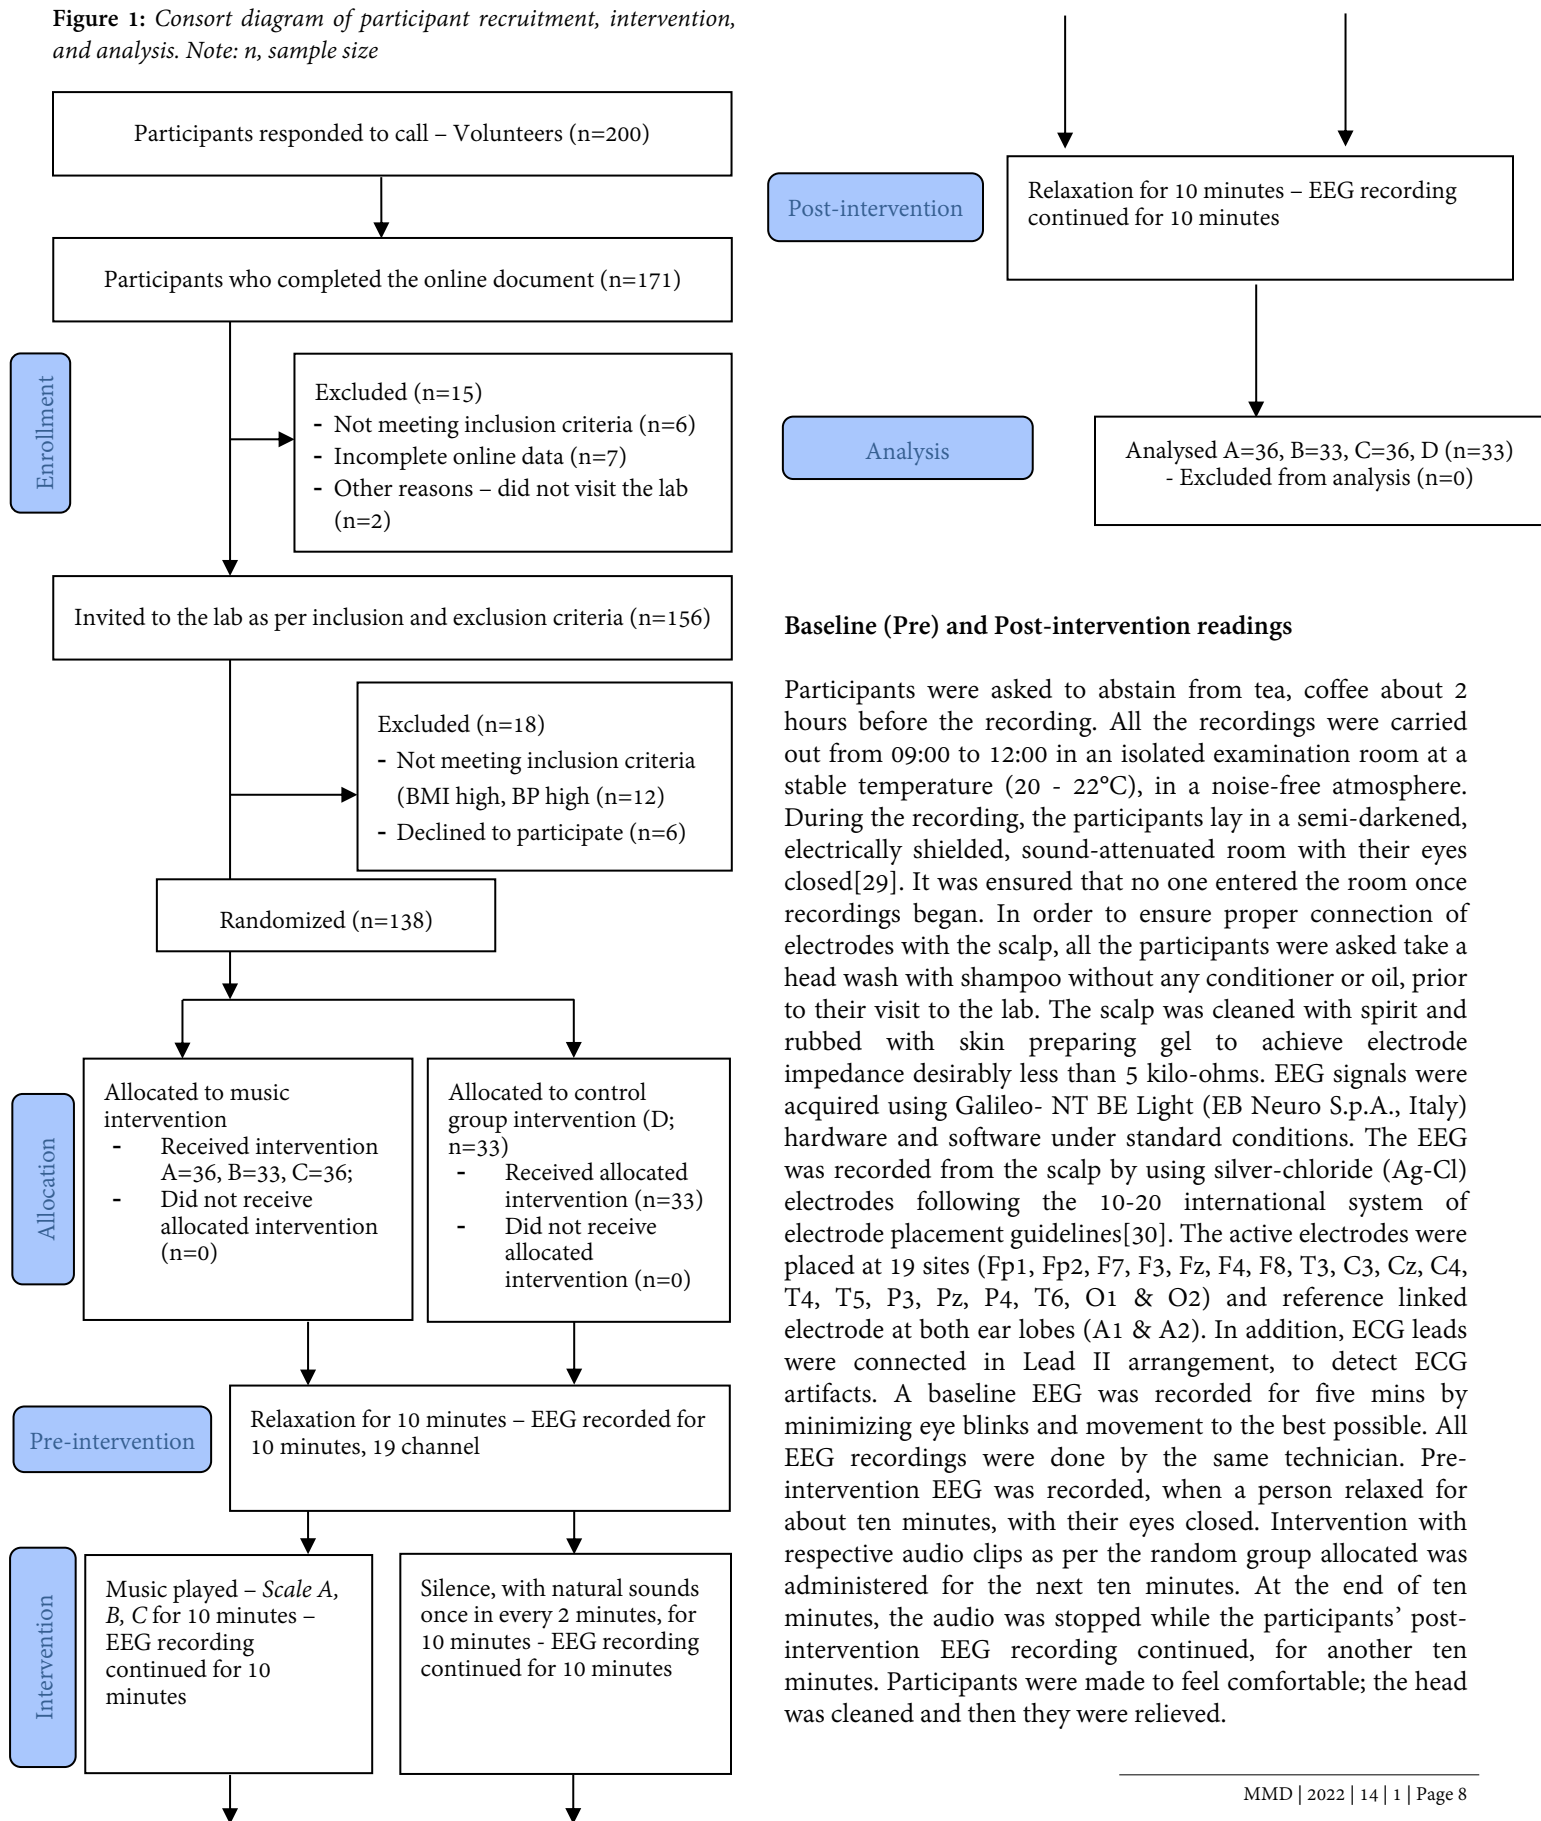 Figure 1: Consort diagram of participant recruitment, intervention,
and analysis. Note: n, sample size
Participants responded to call – Volunteers (n=200)
Participants who completed the online document (n=171)
Enrollment
Excluded (n=15)
- Not meeting inclusion criteria (n=6)
- Incomplete online data (n=7)
- Other reasons – did not visit the lab
(n=2)
Invited to the lab as per inclusion and exclusion criteria (n=156)
Excluded (n=18)
- Not meeting inclusion criteria
(BMI high, BP high (n=12)
- Declined to participate (n=6)
Randomized (n=138)
Allocation
Allocated to music
intervention
- Received intervention
A=36, B=33, C=36;
- Did not receive
allocated intervention
(n=0)
Allocated to control
group intervention (D;
n=33)
- Received allocated
intervention (n=33)
- Did not receive
allocated
intervention (n=0)
Pre-intervention
Relaxation for 10 minutes – EEG recorded for
10 minutes, 19 channel
Intervention
Music played – Scale A,
B, C for 10 minutes –
EEG recording
continued for 10
minutes
Silence, with natural sounds
once in every 2 minutes, for
10 minutes - EEG recording
continued for 10 minutes
Post-intervention
Relaxation for 10 minutes – EEG recording
continued for 10 minutes
Analysis
Analysed A=36, B=33, C=36, D (n=33)
- Excluded from analysis (n=0)
Baseline (Pre) and Post-intervention readings
Participants were asked to abstain from tea, coffee about 2
hours before the recording. All the recordings were carried
out from 09:00 to 12:00 in an isolated examination room at a
stable temperature (20 - 22°C), in a noise-free atmosphere.
During the recording, the participants lay in a semi-darkened,
electrically shielded, sound-attenuated room with their eyes
closed[29]. It was ensured that no one entered the room once
recordings began. In order to ensure proper connection of
electrodes with the scalp, all the participants were asked take a
head wash with shampoo without any conditioner or oil, prior
to their visit to the lab. The scalp was cleaned with spirit and
rubbed with skin preparing gel to achieve electrode
impedance desirably less than 5 kilo-ohms. EEG signals were
acquired using Galileo- NT BE Light (EB Neuro S.p.A., Italy)
hardware and software under standard conditions. The EEG
was recorded from the scalp by using silver-chloride (Ag-Cl)
electrodes following the 10-20 international system of
electrode placement guidelines[30]. The active electrodes were
placed at 19 sites (Fp1, Fp2, F7, F3, Fz, F4, F8, T3, C3, Cz, C4,
T4, T5, P3, Pz, P4, T6, O1 & O2) and reference linked
electrode at both ear lobes (A1 & A2). In addition, ECG leads
were connected in Lead II arrangement, to detect ECG
artifacts. A baseline EEG was recorded for five mins by
minimizing eye blinks and movement to the best possible. All
EEG recordings were done by the same technician. Pre-
intervention EEG was recorded, when a person relaxed for
about ten minutes, with their eyes closed. Intervention with
respective audio clips as per the random group allocated was
administered for the next ten minutes. At the end of ten
minutes, the audio was stopped while the participants’ post-
intervention EEG recording continued, for another ten
minutes. Participants were made to feel comfortable; the head
was cleaned and then they were relieved.
MMD | 2022 | 14 | 1 | Page 8